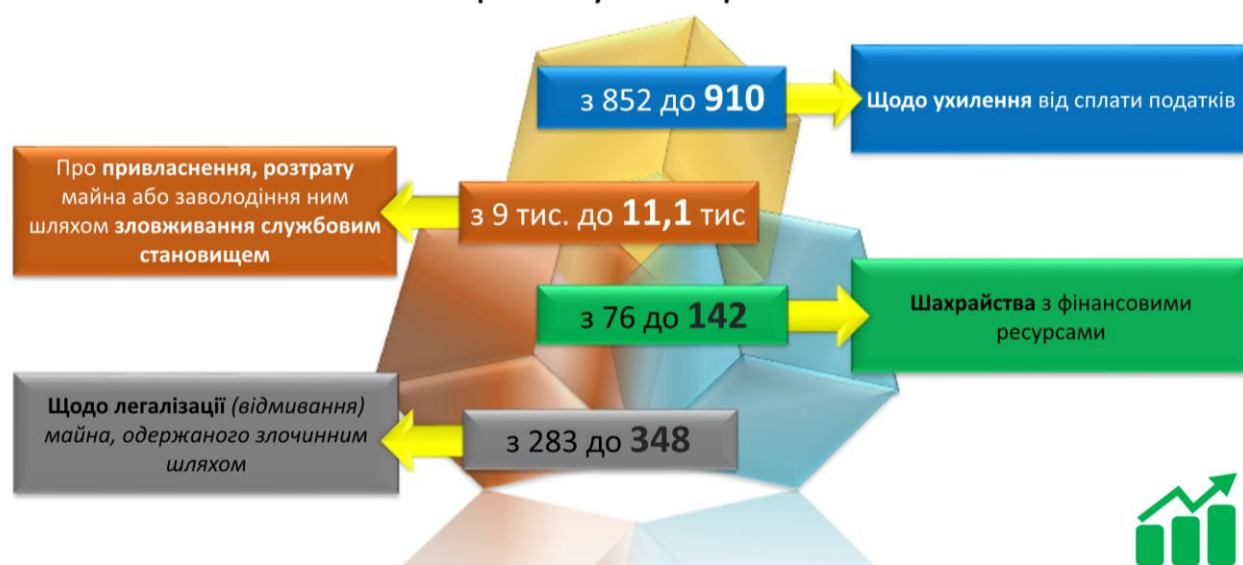 з 852 до 910
Щодо ухилення від сплати податків
Про привласнення, розтрату
майна або заволодіння ним
шляхом зловживання службовим
становищем
з 9 тис. до 11,1 тис
з 76 до 142
Шахрайства з фінансовими
ресурсами
Щодо легалізації (відмивання)
майна, одержаного злочинним
шляхом
з 283 до 348